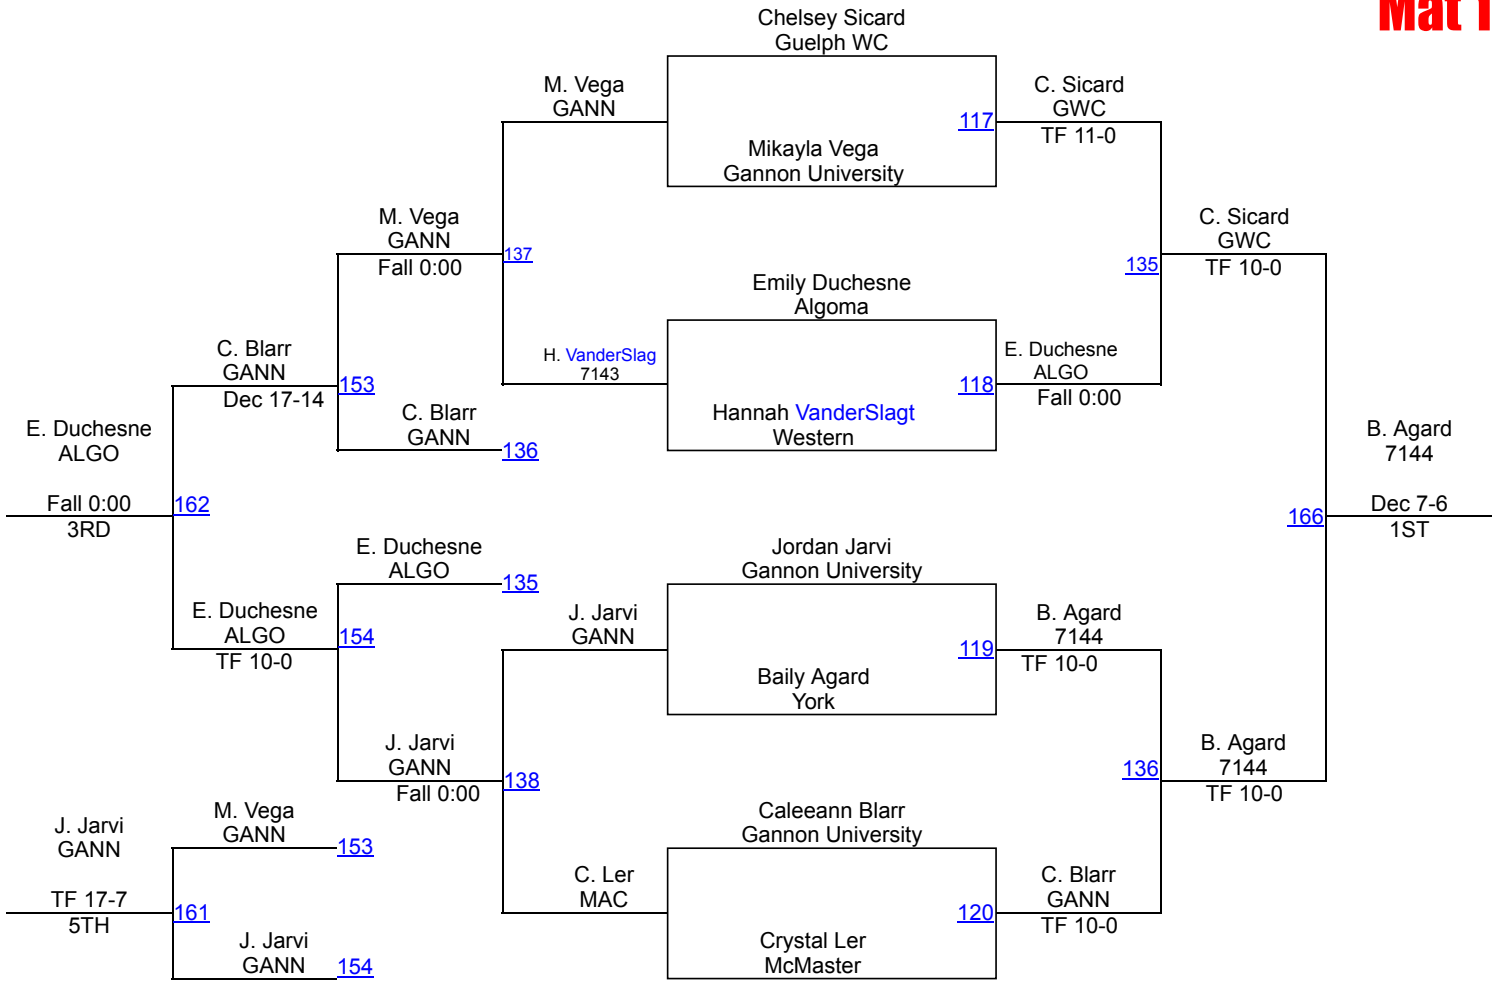 Mat 1
Chelsey Sicard
Guelph WC
M. Vega
GANN
C. Sicard
GWC
117
TF 11-0
Mikayla Vega
Gannon University
M. Vega
GANN
Fall 0:00
137
C. Sicard
GWC
TF 10-0
135
Emily Duchesne
Algoma
C. Blarr
GANN
Dec 17-14
153
H. VanderSlag
7143
E. Duchesne
ALGO
118
Fall 0:00
C. Blarr
GANN
136
Hannah VanderSlagt
Western
E. Duchesne
ALGO
Fall 0:00
3RD
162
B. Agard
7144
Dec 7-6
1ST
166
E. Duchesne
ALGO
135
Jordan Jarvi
Gannon University
E. Duchesne
ALGO
TF 10-0
154
J. Jarvi
GANN
B. Agard
7144
119
TF 10-0
Baily Agard
York
J. Jarvi
GANN
Fall 0:00
138
B. Agard
7144
TF 10-0
136
J. Jarvi
GANN
TF 17-7
5TH
M. Vega
GANN
153
161
J. Jarvi
GANN
154
Caleeann Blarr
Gannon University
C. Ler
MAC
C. Blarr
GANN
120
TF 10-0
Crystal Ler
McMaster